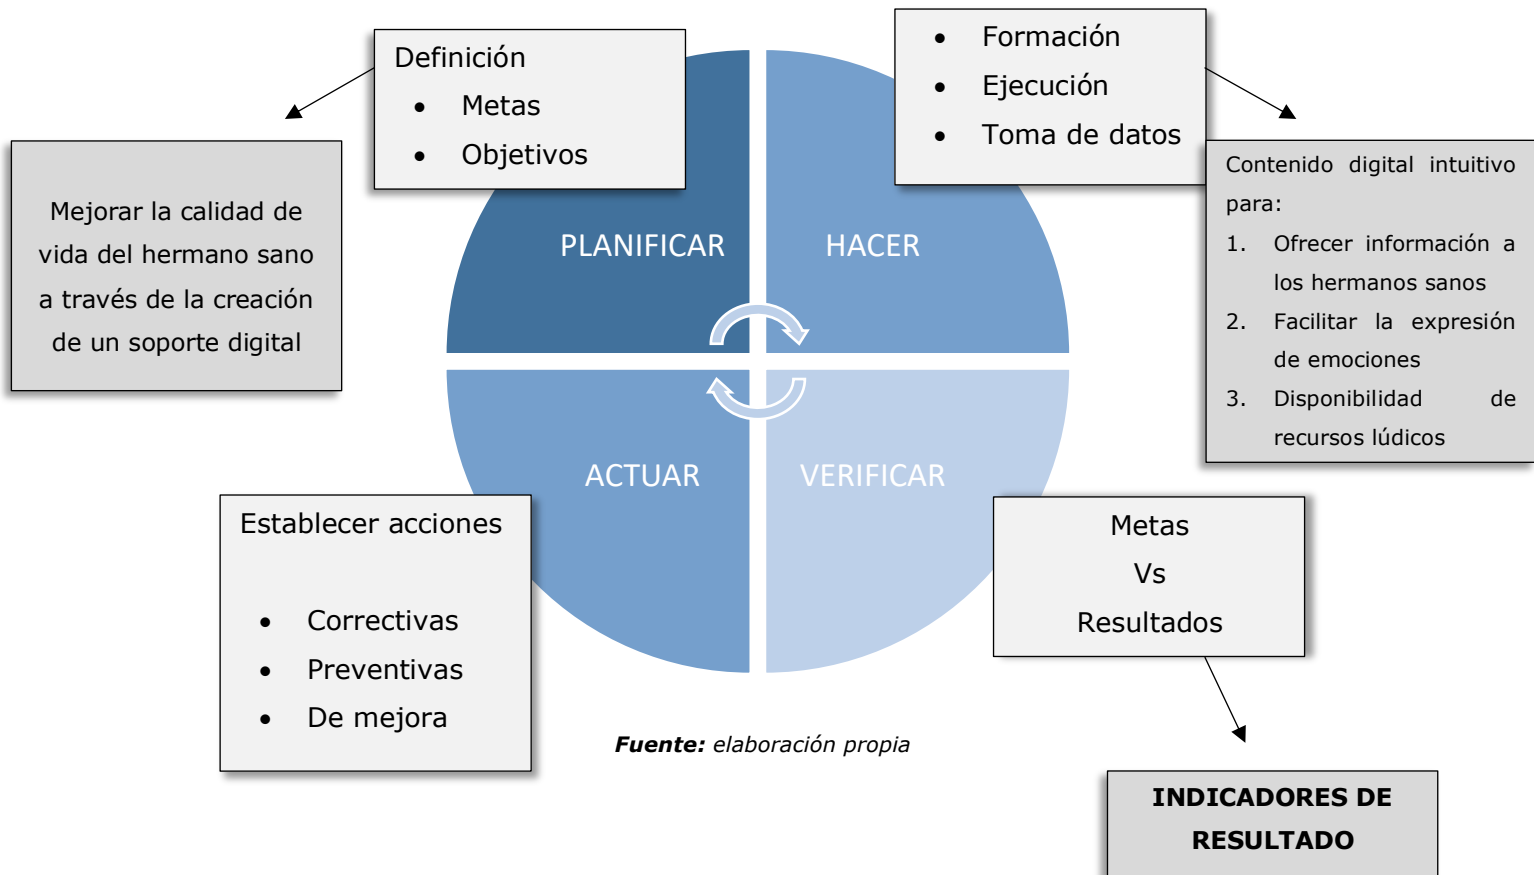 Definición
• Metas
• Objetivos
Mejorar la calidad de
vida del hermano sano
a través de la creación
de un soporte digital
PLANIFICAR
• Formación
• Ejecución
• Toma de datos
Contenido digital intuitivo
para:
1. Ofrecer información a
los hermanos sanos
2. Facilitar la expresión
de emociones
3. Disponibilidad de
recursos lúdicos
HACER
ACTUAR
VERIFICAR
Establecer acciones
• Correctivas
• Preventivas
• De mejora
Metas
Vs
Resultados
Fuente: elaboración propia
INDICADORES DE
RESULTADO